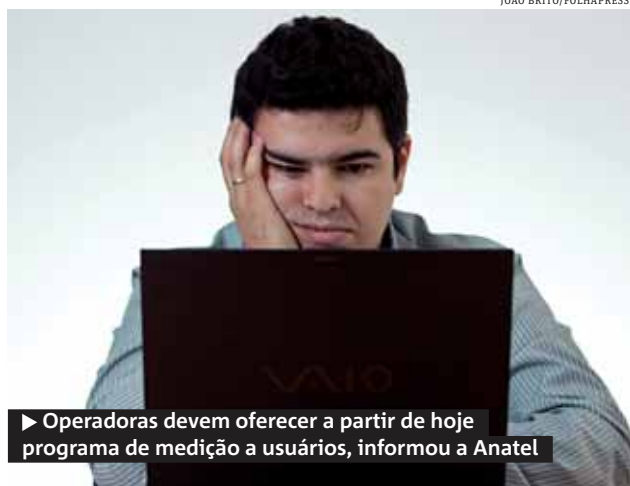 JOÃO BRITO/FOLHAPRESS
VAIO
▶ Operadoras devem oferecer a partir de hoje
programa de medição a usuários, informou a Anatel